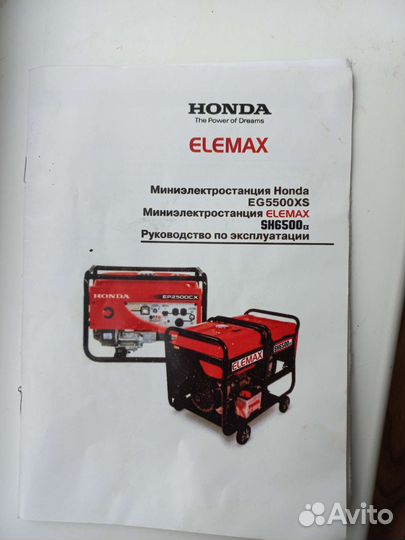 HONDA
The Power of Dreams
ELEMAX
Миниэлектростанция Honda
EG5500XS
Миниэлектростанция ELEMAX
SH6500EX
Руководство по эксплуатации
HONDA
EP2500CX
ELEMAX
SH6500
Avito